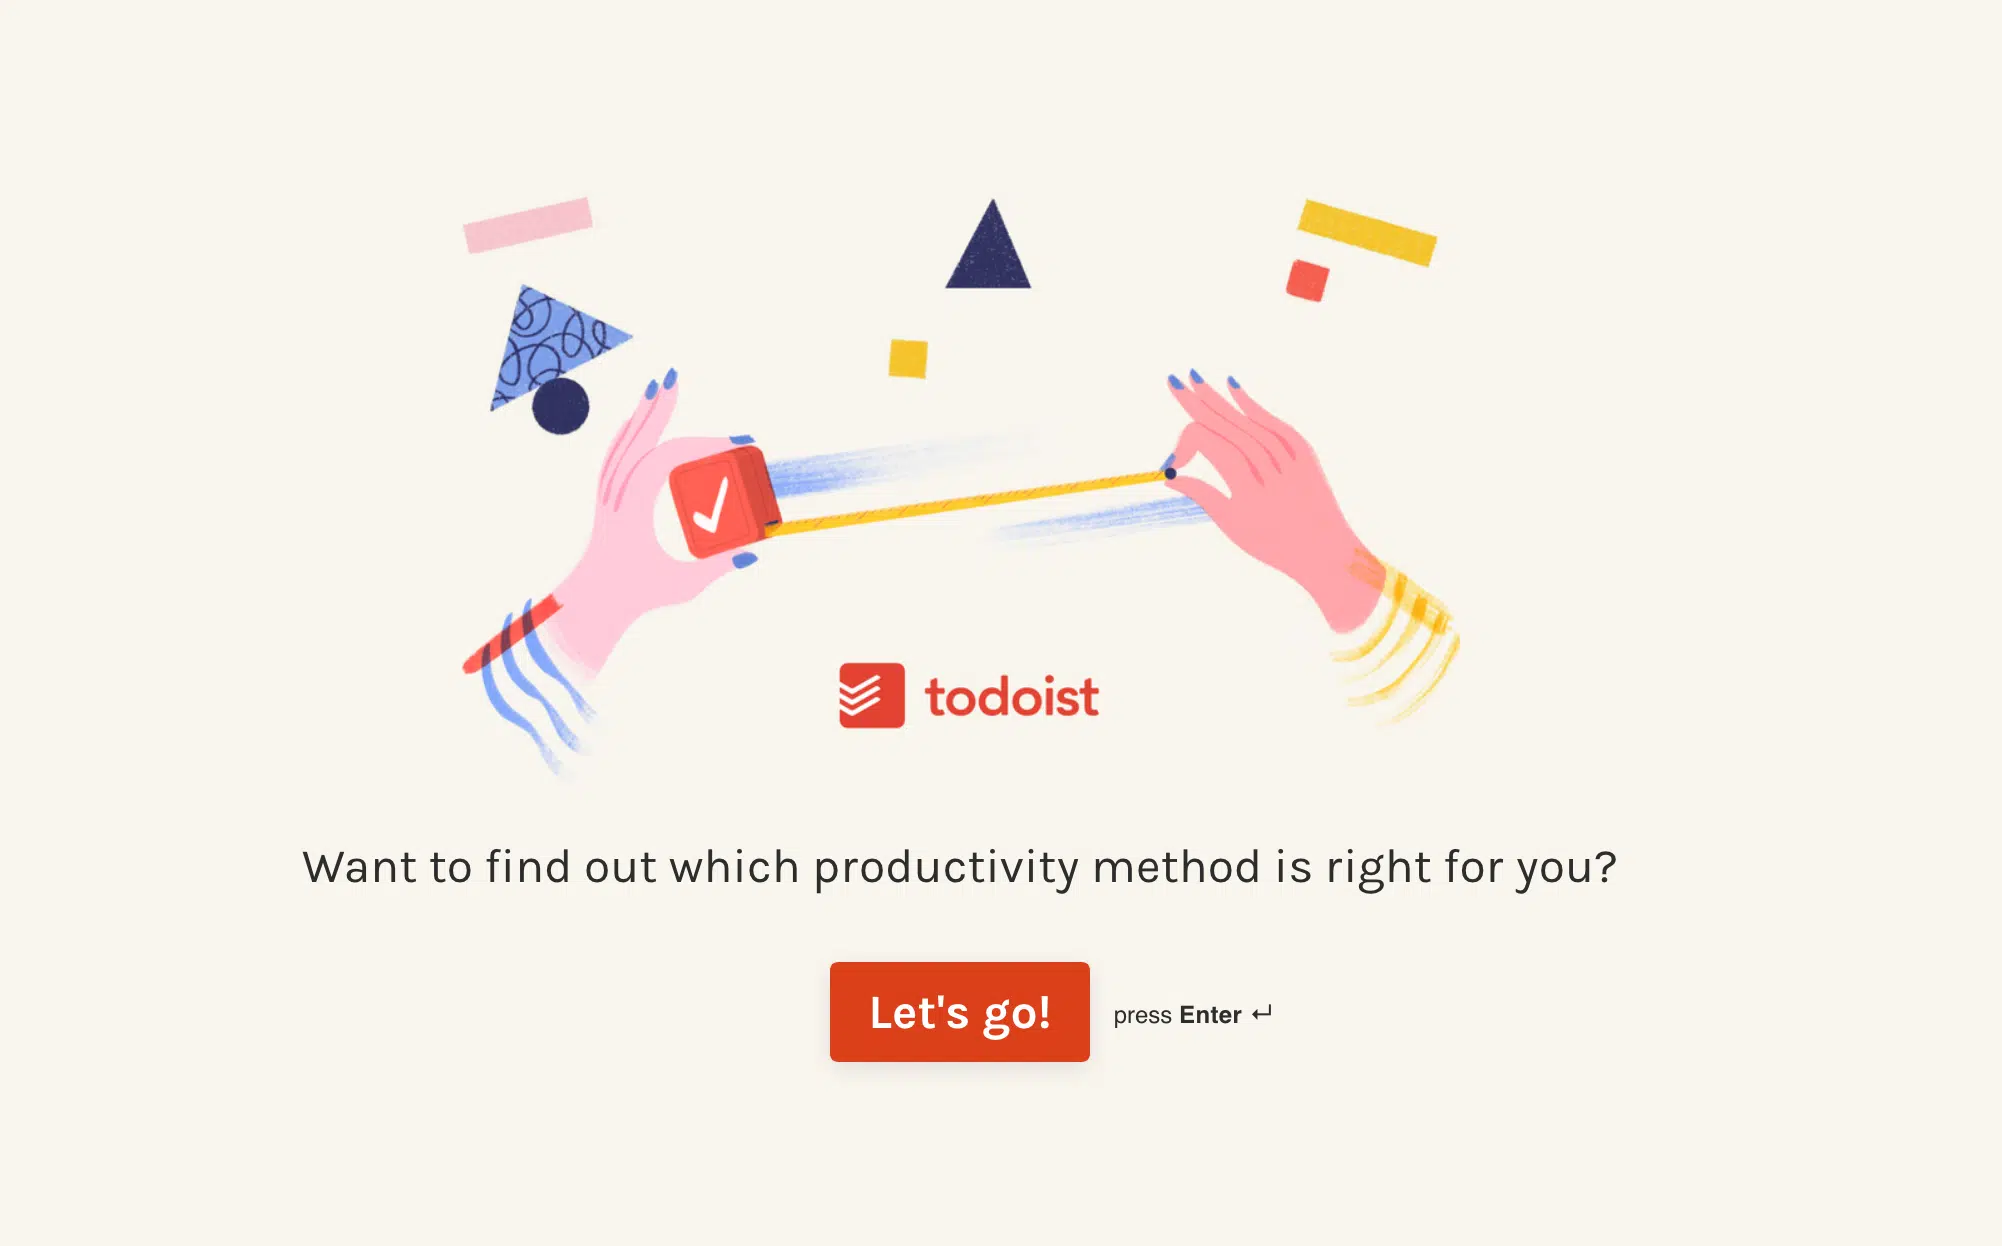 todoist
Want to find out which productivity method is right for you?
Let's go!
press Enter ↵